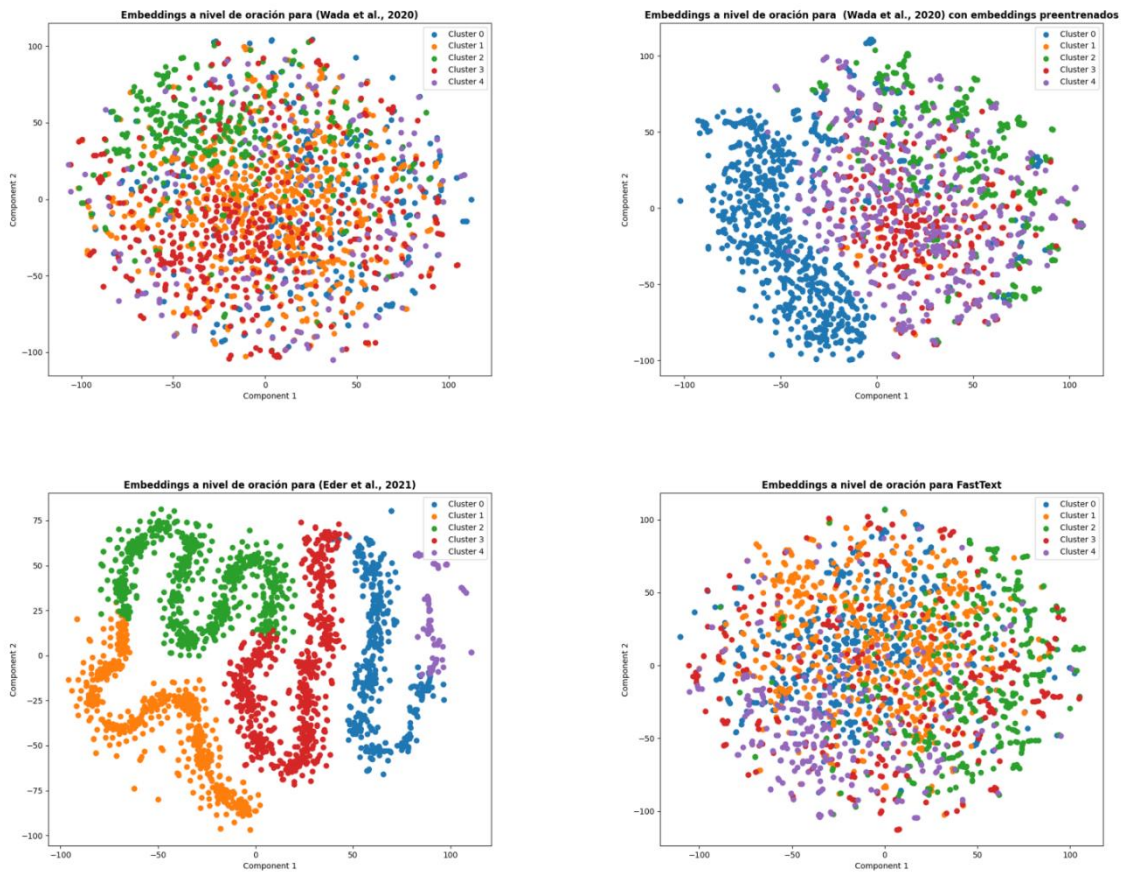 Embeddings a nivel de oración para (Wada et al., 2020)
Cluster 0
Cluster 1
Cluster 2
Cluster 3
Cluster 4
100
50
0
−50
−100
Component 2
−100 −50 0 50 100
Component 1
Embeddings a nivel de oración para (Wada et al., 2020) con embeddings preentrenados
Cluster 0
Cluster 1
Cluster 2
Cluster 3
Cluster 4
100
50
0
−50
−100
Component 2
−100 −50 0 50 100
Component 1
Embeddings a nivel de oración para (Eder et al., 2021)
Cluster 0
Cluster 1
Cluster 2
Cluster 3
Cluster 4
75
50
25
0
−25
−50
−75
−100
Component 2
−100 −50 0 50 100
Component 1
Embeddings a nivel de oración para FastText
Cluster 0
Cluster 1
Cluster 2
Cluster 3
Cluster 4
100
50
0
−50
−100
Component 2
−100 −50 0 50 100
Component 1